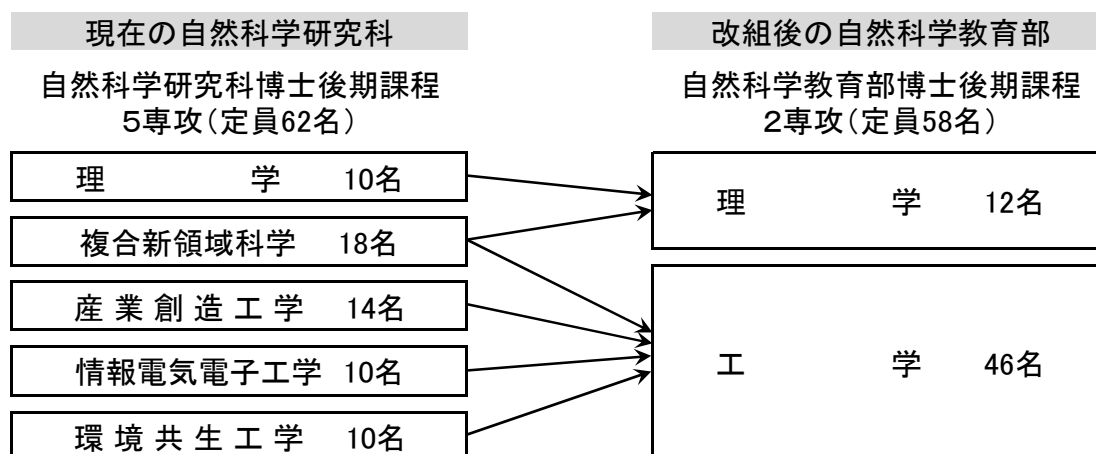 現在の自然科学研究科
自然科学研究科博士後期課程
5専攻(定員62名)
理 学 10名
複合新領域科学 18名
産 業 創 造 工 学 14名
情報電気電子工学 10名
環 境 共 生 工 学 10名
改組後の自然科学教育部
自然科学教育部博士後期課程
2専攻(定員58名)
理 学 12名
工 学 46名